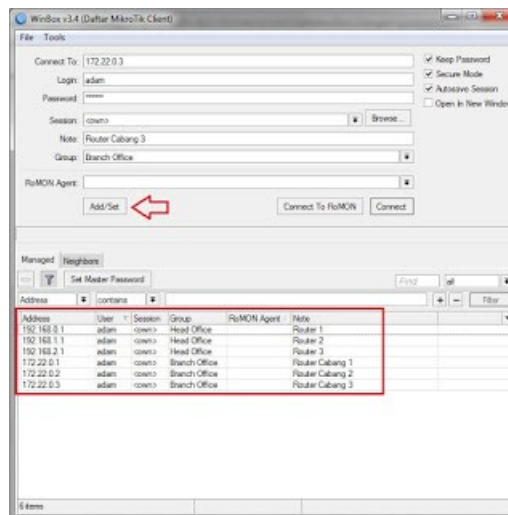 WinBox v3.4 (Daftar MikroTik Client)
File Tools
Connect To: 172.22.0.3
Keep Password
Login: adam
Secure Mode
Password: ******
Autosave Session
Open In New Window
Session: <own>
Browse...
Note: Router Cabang 3
Group: Branch Office
RoMON Agent:
Add/Set
Connect To RoMON
Connect
Managed Neighbors
Set Master Password
Find
all
Address
contains
+
-
Filter
Address User Session Group RoMON Agent Note
192.168.0.1 adam <own> Head Office Router 1
192.168.1.1 adam <own> Head Office Router 2
192.168.2.1 adam <own> Head Office Router 3
172.22.0.1 adam <own> Branch Office Router Cabang 1
172.22.0.2 adam <own> Branch Office Router Cabang 2
172.22.0.3 adam <own> Branch Office Router Cabang 3
6 items